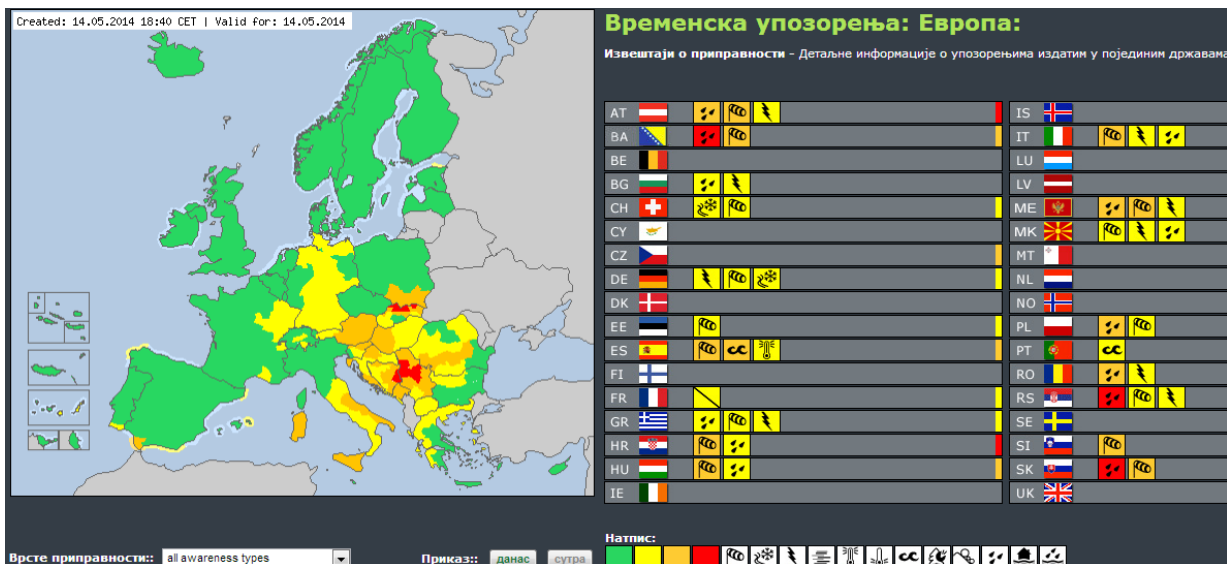 Created: 14.05.2014 18:40 CET | Valid for: 14.05.2014
Временска упозорења: Европа:
Извештаји о приправности - Детаљне информације о упозорењима издатим у појединим државама
AT
BA
BE
BG
CH
CY
CZ
DE
DK
EE
ES
FI
FR
GR
HR
HU
IE
IS
IT
LU
LV
ME
MK
MT
NL
NO
PL
PT
RO
RS
SE
SI
SK
UK
Врсте приправности:: all awareness types
Приказ:: данас сутра
Натпис: